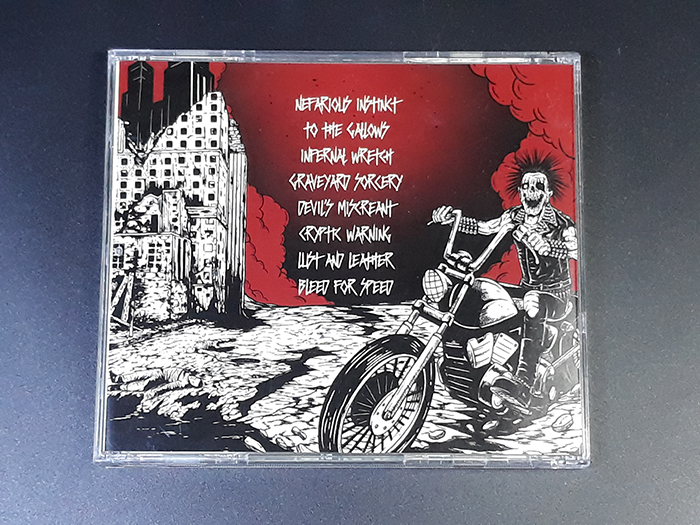 NEFARIOUS INSTINCT
TO THE GALLOWS
INFERNAL WRETCH
GRAVEYARD SORCERY
DEVIL'S MISCREANT
CRYPTIC WARNING
LUST AND LEATHER
BLEED FOR SPEED